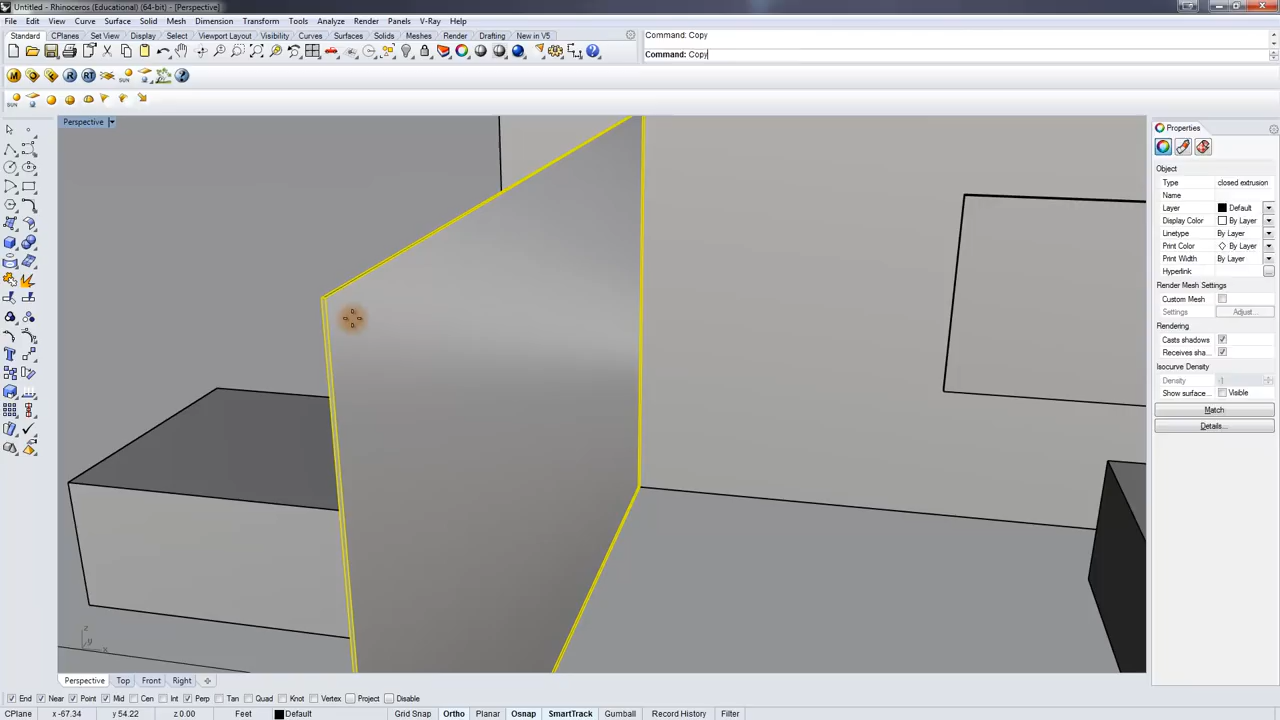 Untitled - Rhinoceros (Educational) (64-bit) - [Perspective]
File Edit View Curve Surface Solid Mesh Dimension Transform Tools Analyze Render Panels V-Ray Help
Standard CPlanes Set View Display Select Viewport Layout Visibility Curves Surfaces Solids Meshes Render Drafting New in V5
Command: Copy
Command: Copy
Perspective
Properties
Object
Type closed extrusion
Name
Layer Default
Display Color By Layer
Linetype By Layer
Print Color By Layer
Print Width By Layer
Hyperlink ...
Render Mesh Settings
Custom Mesh
Settings Adjust...
Rendering
Casts shadows
Receives sha...
Isocurve Density
Density -1
Show surface... Visible
Match
Details...
z
y
x
Perspective Top Front Right
End Near Point Mid Cen Int Perp Tan Quad Knot Vertex Project Disable
CPlane x -67.34 y 54.22 z 0.00 Feet Default Grid Snap Ortho Planar Osnap SmartTrack Gumball Record History Filter